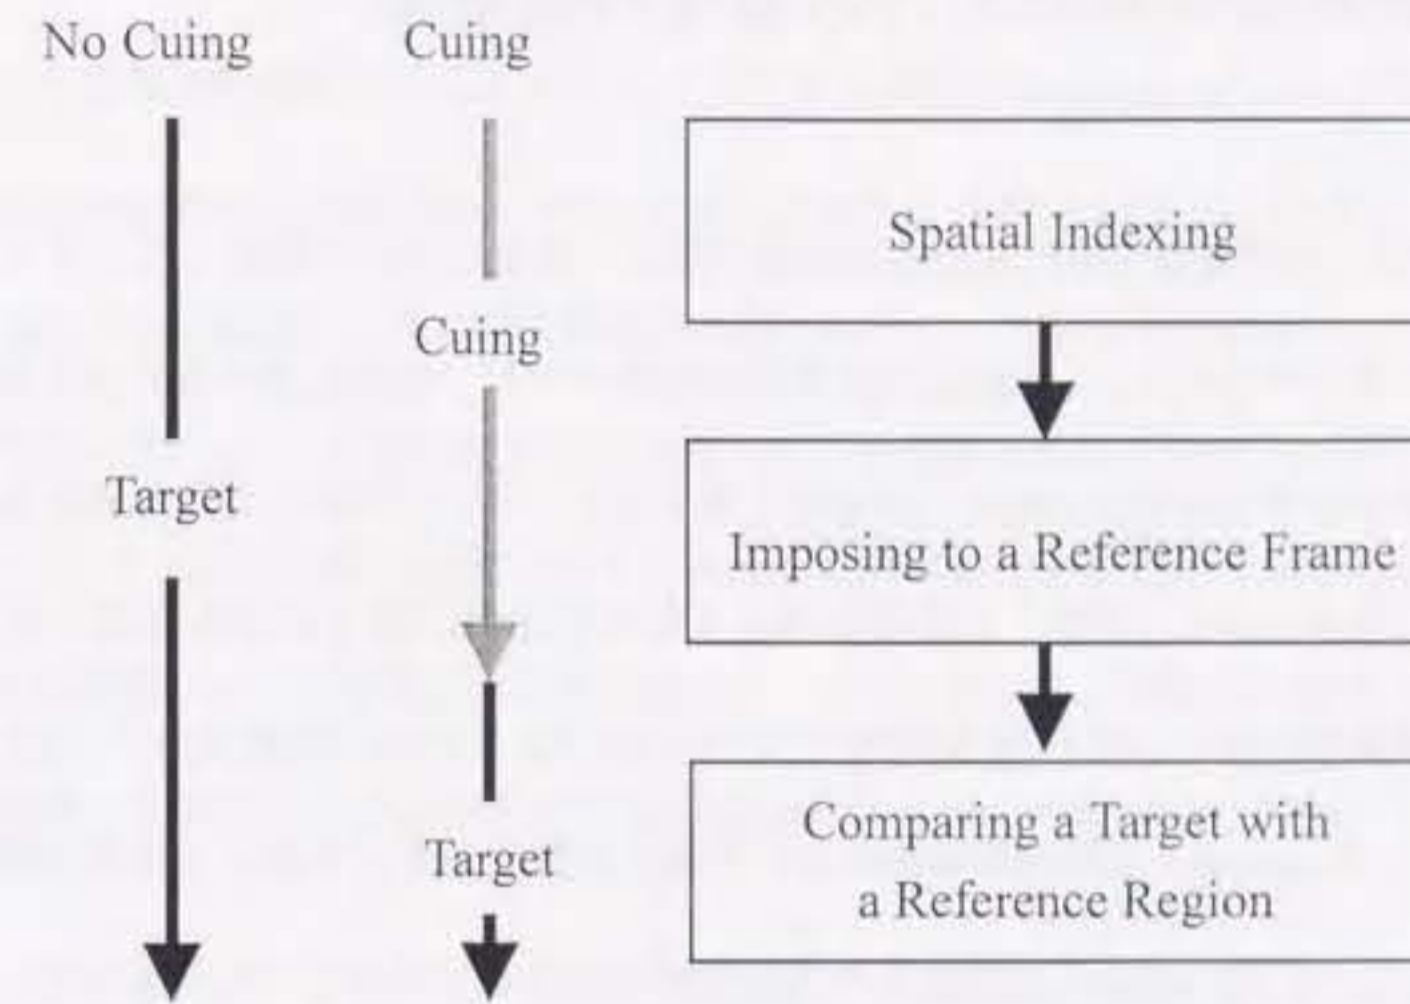 No Cuing
Cuing
Spatial Indexing
Cuing
Target
Imposing to a Reference Frame
Target
Comparing a Target with
a Reference Region